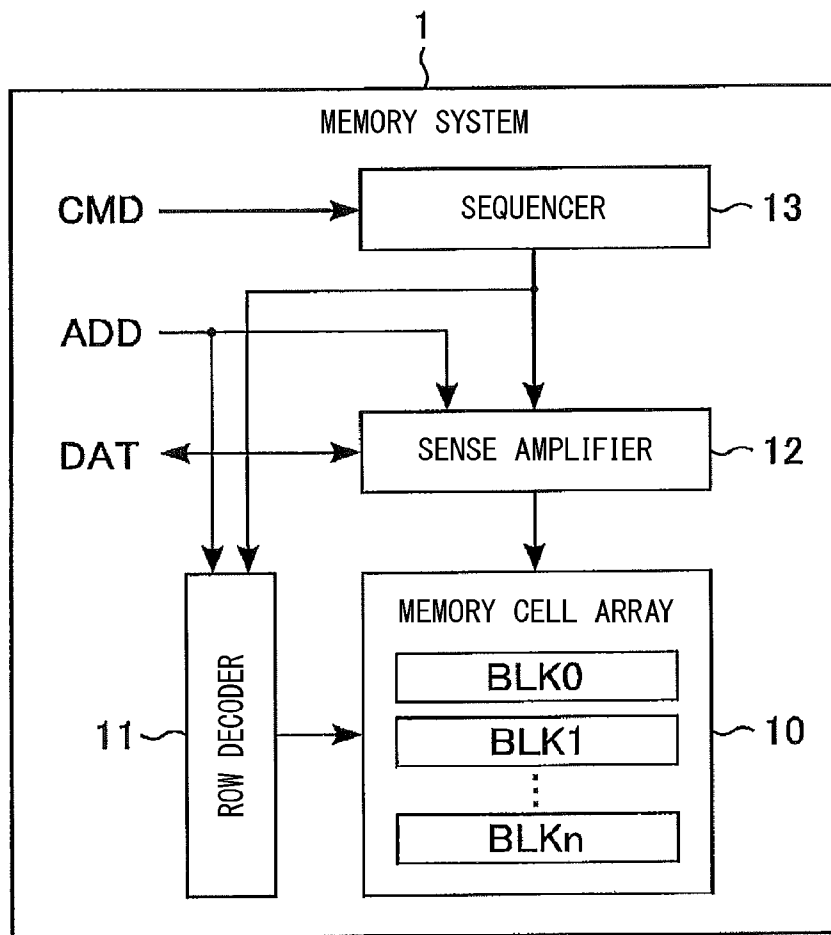 1
MEMORY SYSTEM
CMD
SEQUENCER
13
ADD
DAT
SENSE AMPLIFIER
12
MEMORY CELL ARRAY
BLK0
11
ROW DECODER
BLK1
10
BLKn